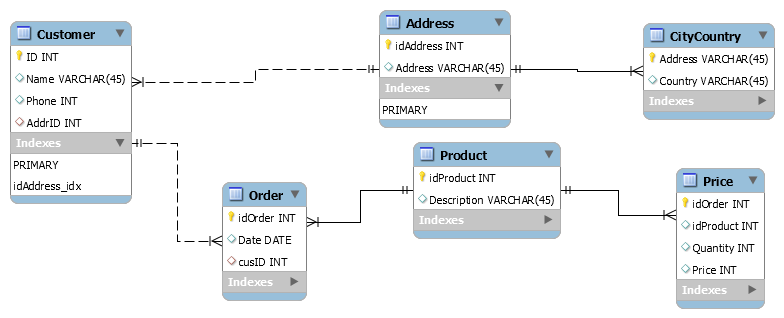 Customer
ID INT
Name VARCHAR(45)
Phone INT
AddrID INT
Indexes
PRIMARY
idAddress_idx
Address
idAddress INT
Address VARCHAR(45)
Indexes
PRIMARY
CityCountry
Address VARCHAR(45)
Country VARCHAR(45)
Indexes
Order
idOrder INT
Date DATE
cusID INT
Indexes
Product
idProduct INT
Description VARCHAR(45)
Indexes
Price
idOrder INT
idProduct INT
Quantity INT
Price INT
Indexes